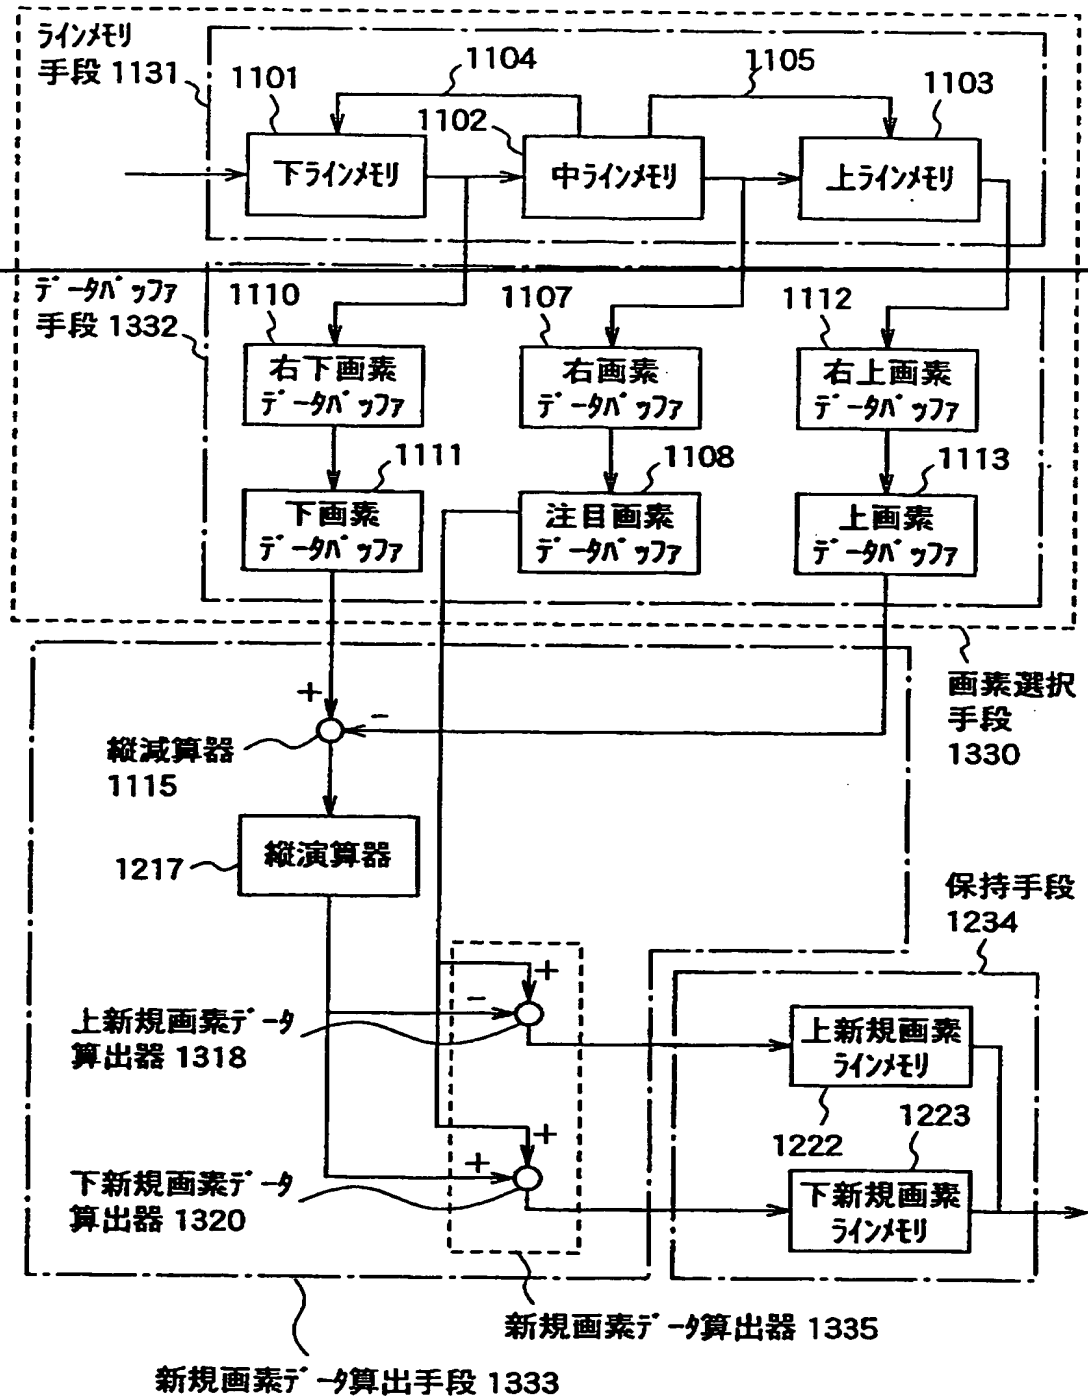 ラインメモリ
手段 1131
1101
1104
1102
1105
1103
下ラインメモリ
中ラインメモリ
上ラインメモリ
データバッファ
手段 1332
1110
1107
1112
右下画素
データバッファ
右画素
データバッファ
右上画素
データバッファ
1111
1108
1113
下画素
データバッファ
注目画素
データバッファ
上画素
データバッファ
画素選択
手段
1330
+
-
縦減算器
1115
1217
縦演算器
保持手段
1234
+
-
上新規画素データ
算出器 1318
上新規画素
ラインメモリ
1222
1223
+
+
下新規画素データ
算出器 1320
下新規画素
ラインメモリ
新規画素データ算出器 1335
新規画素データ算出手段 1333